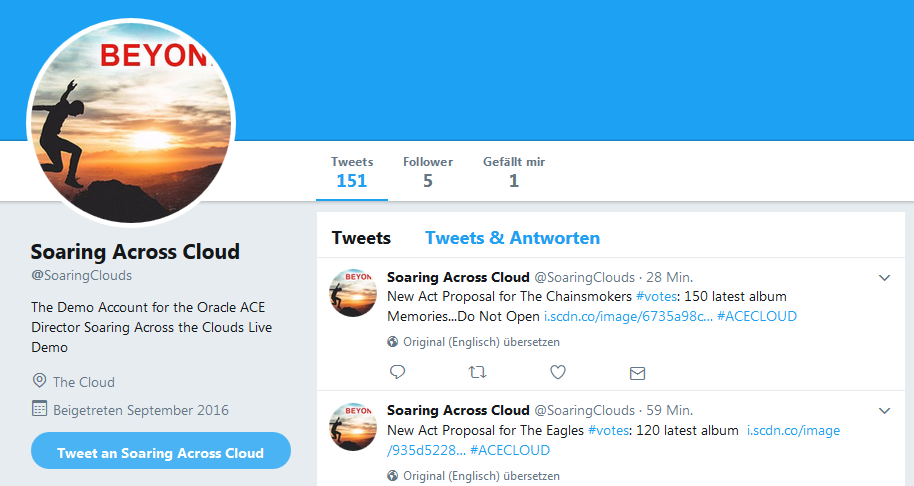 BEYON
Tweets
151
Follower
5
Gefällt mir
1
Soaring Across Cloud
@SoaringClouds
The Demo Account for the Oracle ACE
Director Soaring Across the Clouds Live
Demo
The Cloud
Beigetreten September 2016
Tweet an Soaring Across Cloud
Tweets Tweets & Antworten
BEYON
Soaring Across Cloud @SoaringClouds · 28 Min.
New Act Proposal for The Chainsmokers #votes: 150 latest album
Memories...Do Not Open i.scdn.co/image/6735a98c... #ACECLOUD
Original (Englisch) übersetzen
BEYON
Soaring Across Cloud @SoaringClouds · 59 Min.
New Act Proposal for The Eagles #votes: 120 latest album i.scdn.co/image
/935d5228... #ACECLOUD
Original (Englisch) übersetzen